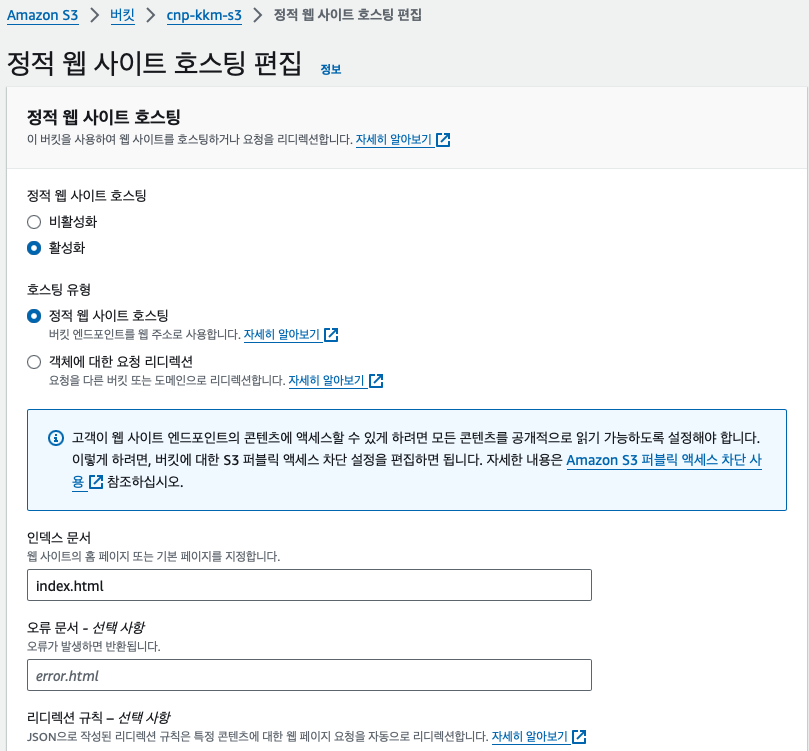 Amazon S3 > 버킷 > cnp-kkm-s3 > 정적 웹 사이트 호스팅 편집
정적 웹 사이트 호스팅 편집 정보
정적 웹 사이트 호스팅
이 버킷을 사용하여 웹 사이트를 호스팅하거나 요청을 리디렉션합니다. 자세히 알아보기
정적 웹 사이트 호스팅
비활성화
활성화
호스팅 유형
정적 웹 사이트 호스팅
버킷 엔드포인트를 웹 주소로 사용합니다. 자세히 알아보기
객체에 대한 요청 리디렉션
요청을 다른 버킷 또는 도메인으로 리디렉션합니다. 자세히 알아보기
고객이 웹 사이트 엔드포인트의 콘텐츠에 액세스할 수 있게 하려면 모든 콘텐츠를 공개적으로 읽기 가능하도록 설정해야 합니다.
이렇게 하려면, 버킷에 대한 S3 퍼블릭 액세스 차단 설정을 편집하면 됩니다. 자세한 내용은 Amazon S3 퍼블릭 액세스 차단 사
용 참조하십시오.
인덱스 문서
웹 사이트의 홈 페이지 또는 기본 페이지를 지정합니다.
index.html
오류 문서 - 선택 사항
오류가 발생하면 반환됩니다.
error.html
리디렉션 규칙 – 선택 사항
JSON으로 작성된 리디렉션 규칙은 특정 콘텐츠에 대한 웹 페이지 요청을 자동으로 리디렉션합니다. 자세히 알아보기